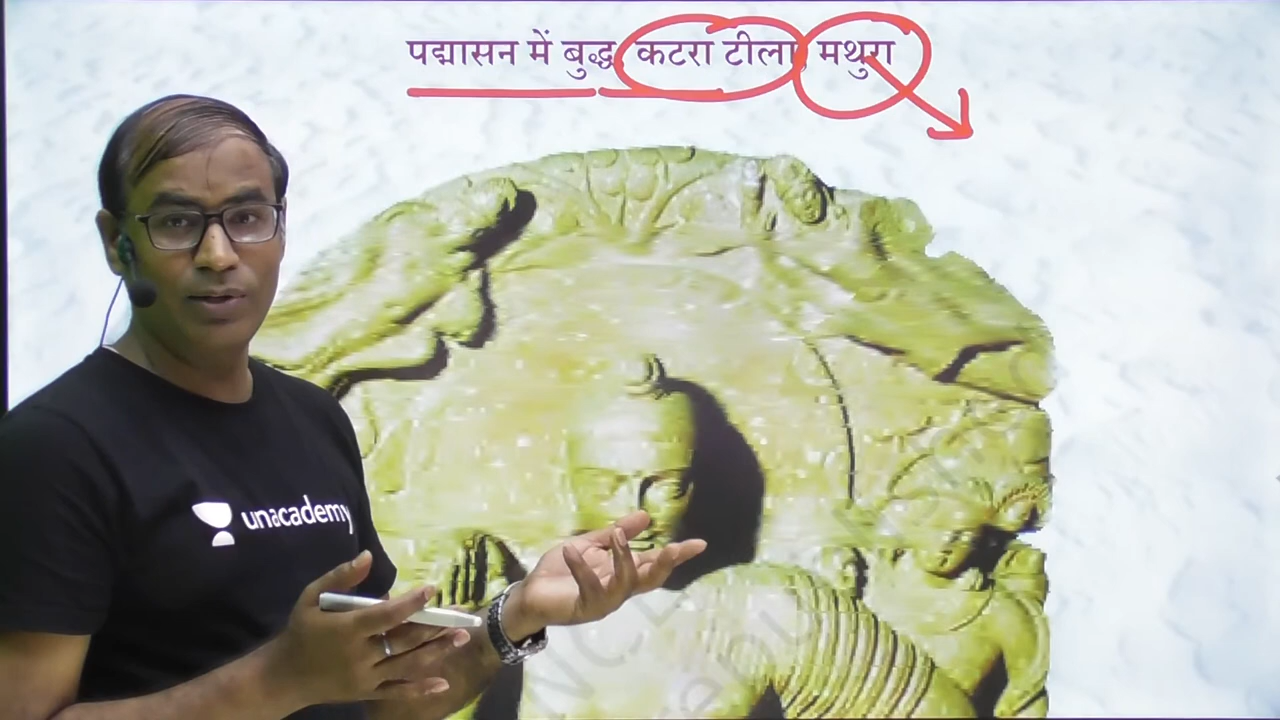 पद्मासन में बुद्ध कटरा टीला मथुरा
unacademy